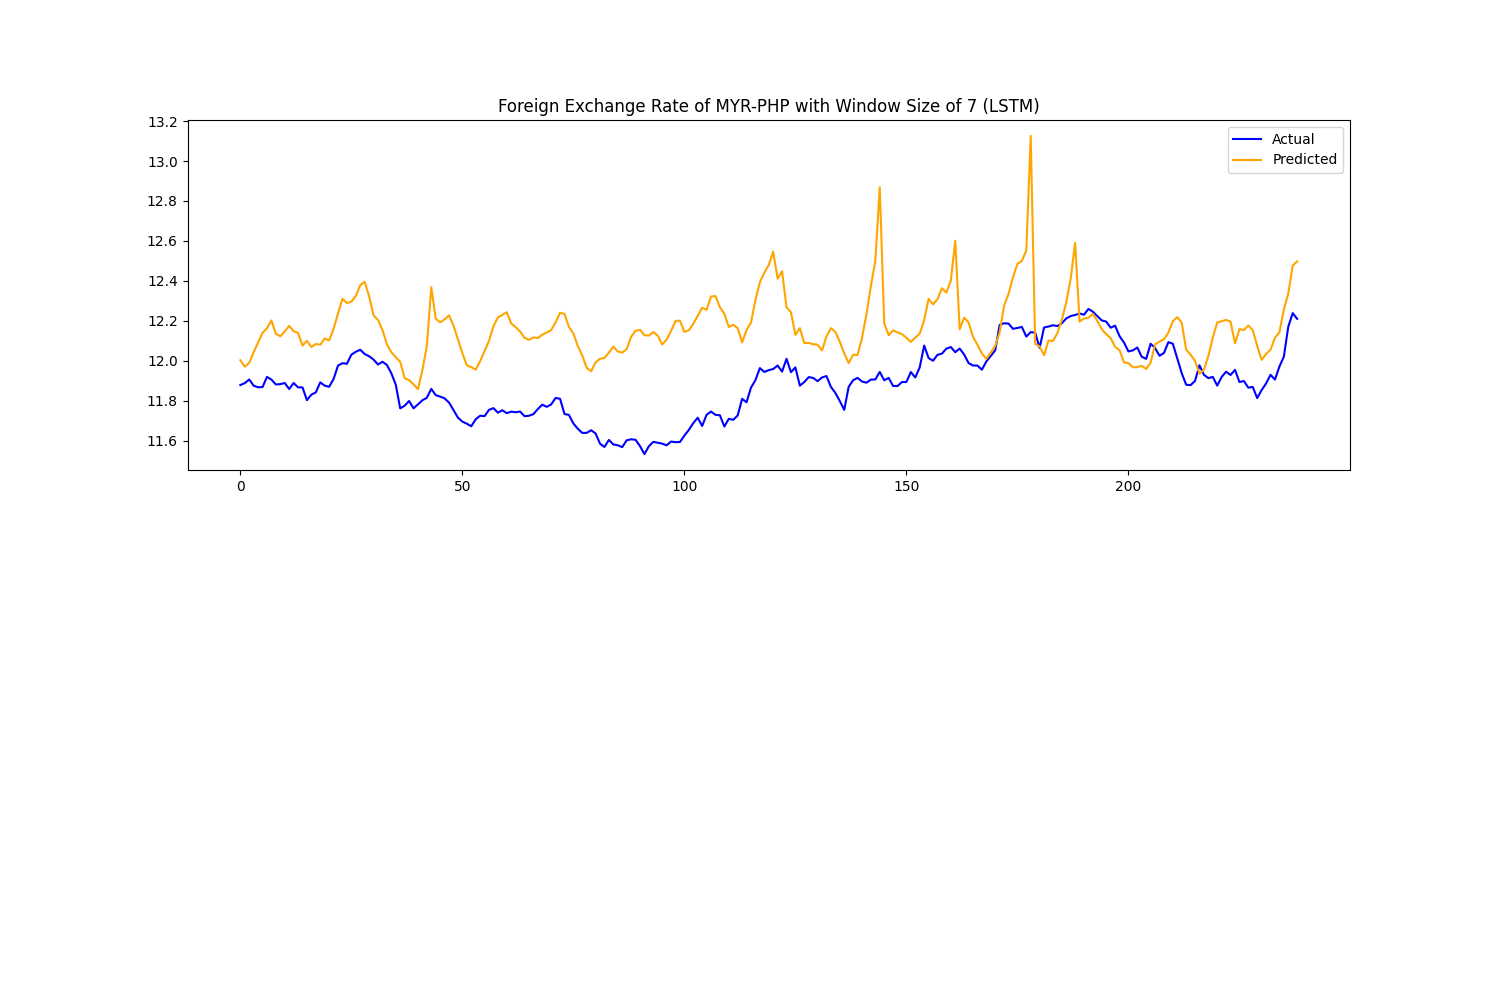 Foreign Exchange Rate of MYR-PHP with Window Size of 7 (LSTM)
Actual
Predicted
13.2
13.0
12.8
12.6
12.4
12.2
12.0
11.8
11.6
0 50 100 150 200